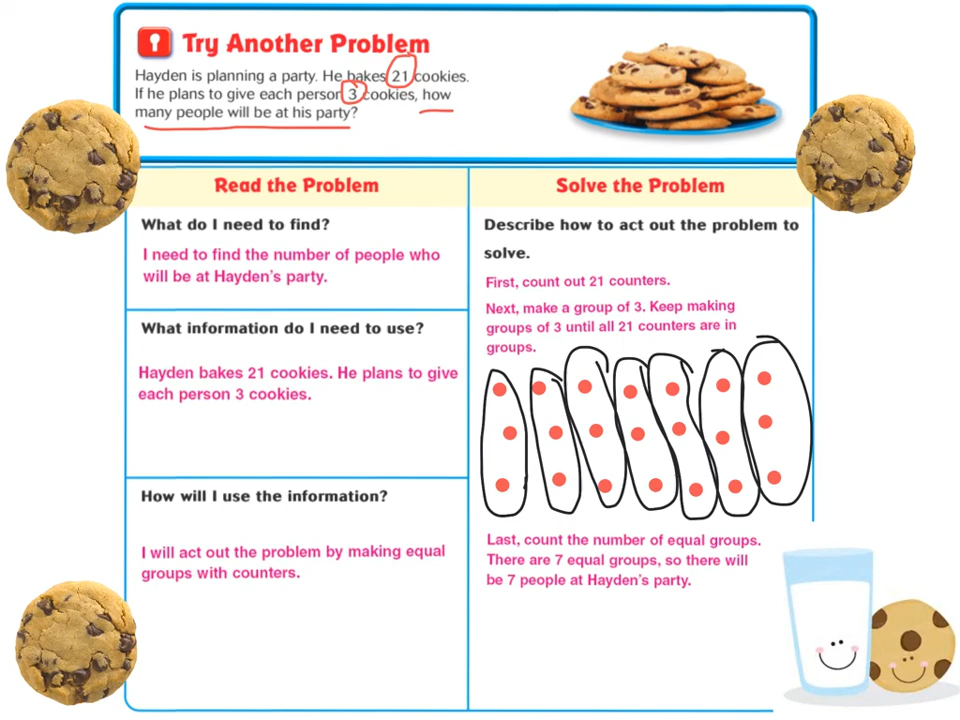 Try Another Problem
Hayden is planning a party. He bakes 21 cookies.
If he plans to give each person 3 cookies, how
many people will be at his party?
Read the Problem
What do I need to find?
I need to find the number of people who
will be at Hayden's party.
What information do I need to use?
Hayden bakes 21 cookies. He plans to give
each person 3 cookies.
How will I use the information?
I will act out the problem by making equal
groups with counters.
Solve the Problem
Describe how to act out the problem to
solve.
First, count out 21 counters.
Next, make a group of 3. Keep making
groups of 3 until all 21 counters are in
groups.
Last, count the number of equal groups.
There are 7 equal groups, so there will
be 7 people at Hayden's party.